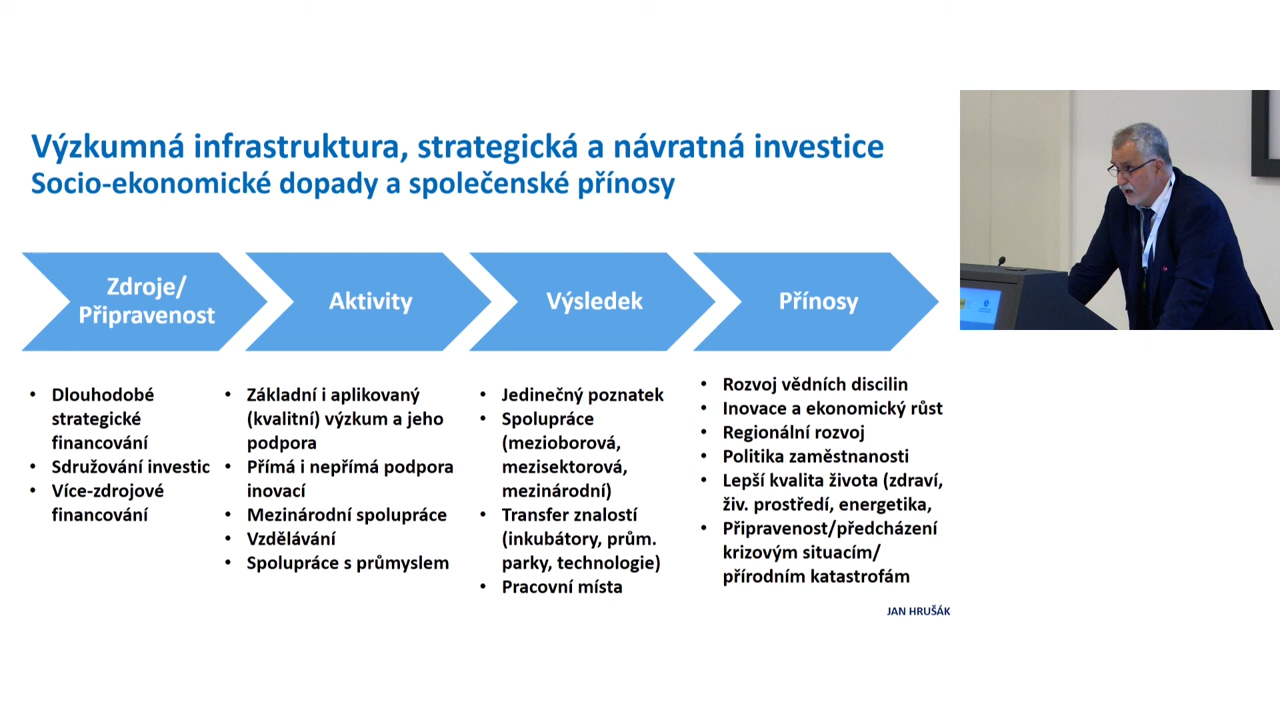 Výzkumná infrastruktura, strategická a návratná investice
Socio-ekonomické dopady a společenské přínosy
Zdroje/
Připravenost
Aktivity
Výsledek
Přínosy
• Dlouhodobé
strategické
financování
• Sdružování investic
• Více-zdrojové
financování
• Základní i aplikovaný
(kvalitní) výzkum a jeho
podpora
• Přímá i nepřímá podpora
inovací
• Mezinárodní spolupráce
• Vzdělávání
• Spolupráce s průmyslem
• Jedinečný poznatek
• Spolupráce
(mezioborová,
mezisektorová,
mezinárodní)
• Transfer znalostí
(inkubátory, prům.
parky, technologie)
• Pracovní místa
• Rozvoj vědních discilin
• Inovace a ekonomický růst
• Regionální rozvoj
• Politika zaměstnanosti
• Lepší kvalita života (zdraví,
živ. prostředí, energetika,
• Připravenost/předcházení
krizovým situacím/
přírodním katastrofám
JAN HRUŠÁK